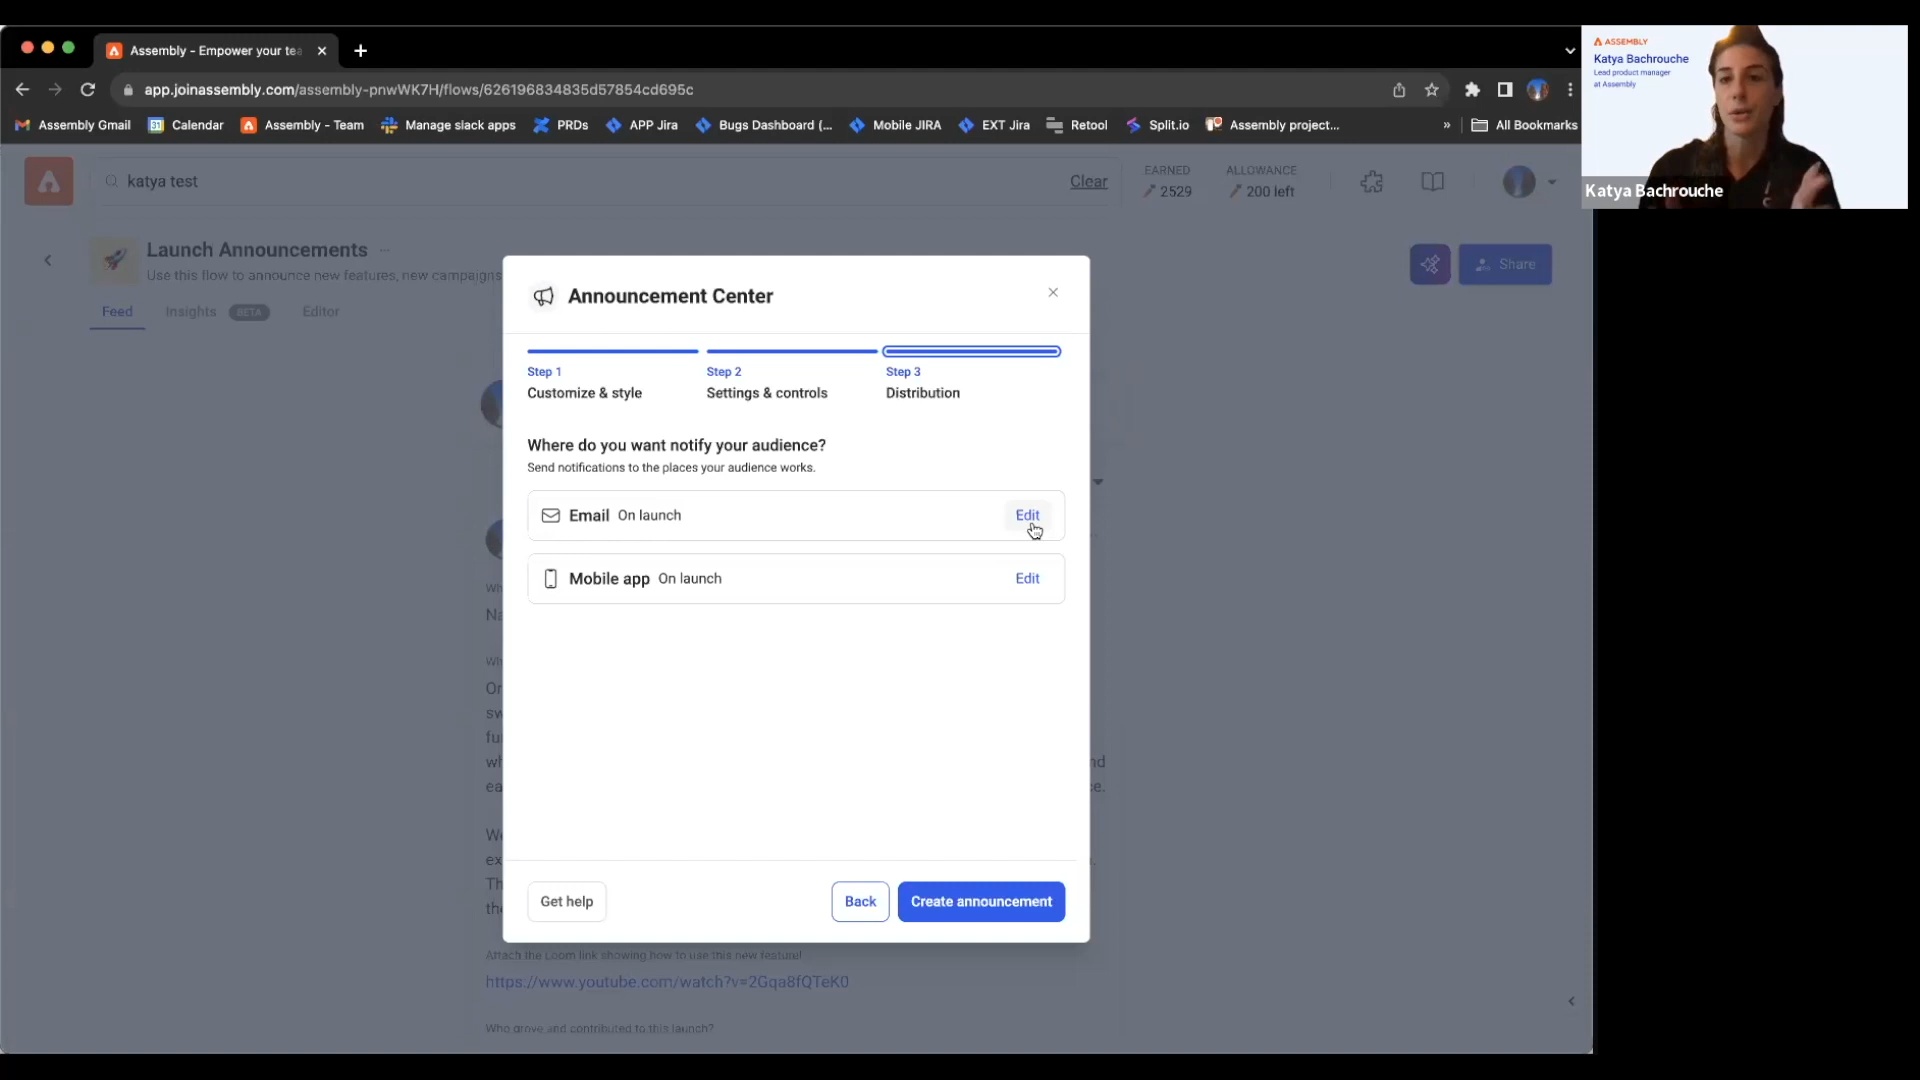 Assembly - Empower your te
app.joinassembly.com/assembly-pnwWK7H/flows/626196834835d57854cd695c
Assembly Gmail
31 Calendar
Assembly - Team
Manage slack apps
PRDs
APP Jira
Bugs Dashboard (...
Mobile JIRA
EXT Jira
Retool
Split.io
Assembly project...
»
All Bookmarks
ASSEMBLY
Katya Bachrouche
Lead product manager
at Assembly
Katya Bachrouche
katya test
Clear
EARNED
2529
ALLOWANCE
200 left
Launch Announcements ...
Use this flow to announce new features, new campaigns
Share
Feed
Insights BETA
Editor
Announcement Center
Step 1
Customize & style
Step 2
Settings & controls
Step 3
Distribution
Where do you want notify your audience?
Send notifications to the places your audience works.
Email On launch
Edit
Mobile app On launch
Edit
Get help
Back
Create announcement
Attach the Loom link showing how to use this new feature!
https://www.youtube.com/watch?v=2Gqa8fQTeK0
Who drove and contributed to this launch?